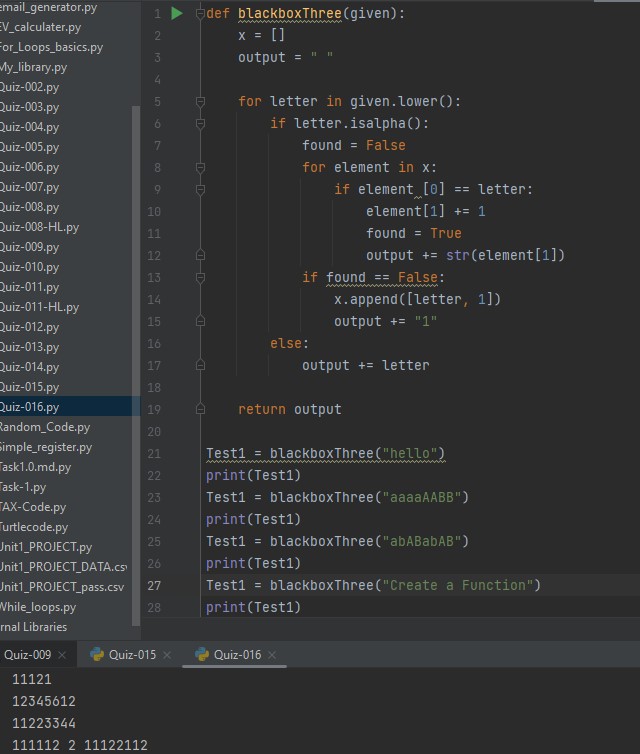 email_generator.py
EV_calculater.py
For_Loops_basics.py
My_library.py
Quiz-002.py
Quiz-003.py
Quiz-004.py
Quiz-005.py
Quiz-006.py
Quiz-007.py
Quiz-008.py
Quiz-008-HL.py
Quiz-009.py
Quiz-010.py
Quiz-011.py
Quiz-011-HL.py
Quiz-012.py
Quiz-013.py
Quiz-014.py
Quiz-015.py
Quiz-016.py
Random_Code.py
Simple_register.py
Task1.0.md.py
Task-1.py
TAX-Code.py
Turtlecode.py
Unit1_PROJECT.py
Unit1_PROJECT_DATA.csv
Unit1_PROJECT_pass.csv
While_loops.py
rnal Libraries
1 def blackboxThree(given):
2 x = []
3 output = " "
4
5 for letter in given.lower():
6 if letter.isalpha():
7 found = False
8 for element in x:
9 if element [0] == letter:
10 element[1] += 1
11 found = True
12 output += str(element[1])
13 if found == False:
14 x.append([letter, 1])
15 output += "1"
16 else:
17 output += letter
18
19 return output
20
21 Test1 = blackboxThree("hello")
22 print(Test1)
23 Test1 = blackboxThree("aaaaAABB")
24 print(Test1)
25 Test1 = blackboxThree("abABabAB")
26 print(Test1)
27 Test1 = blackboxThree("Create a Function")
28 print(Test1)
Quiz-009 × Quiz-015 × Quiz-016 ×
11121
12345612
11223344
111112 2 11122112